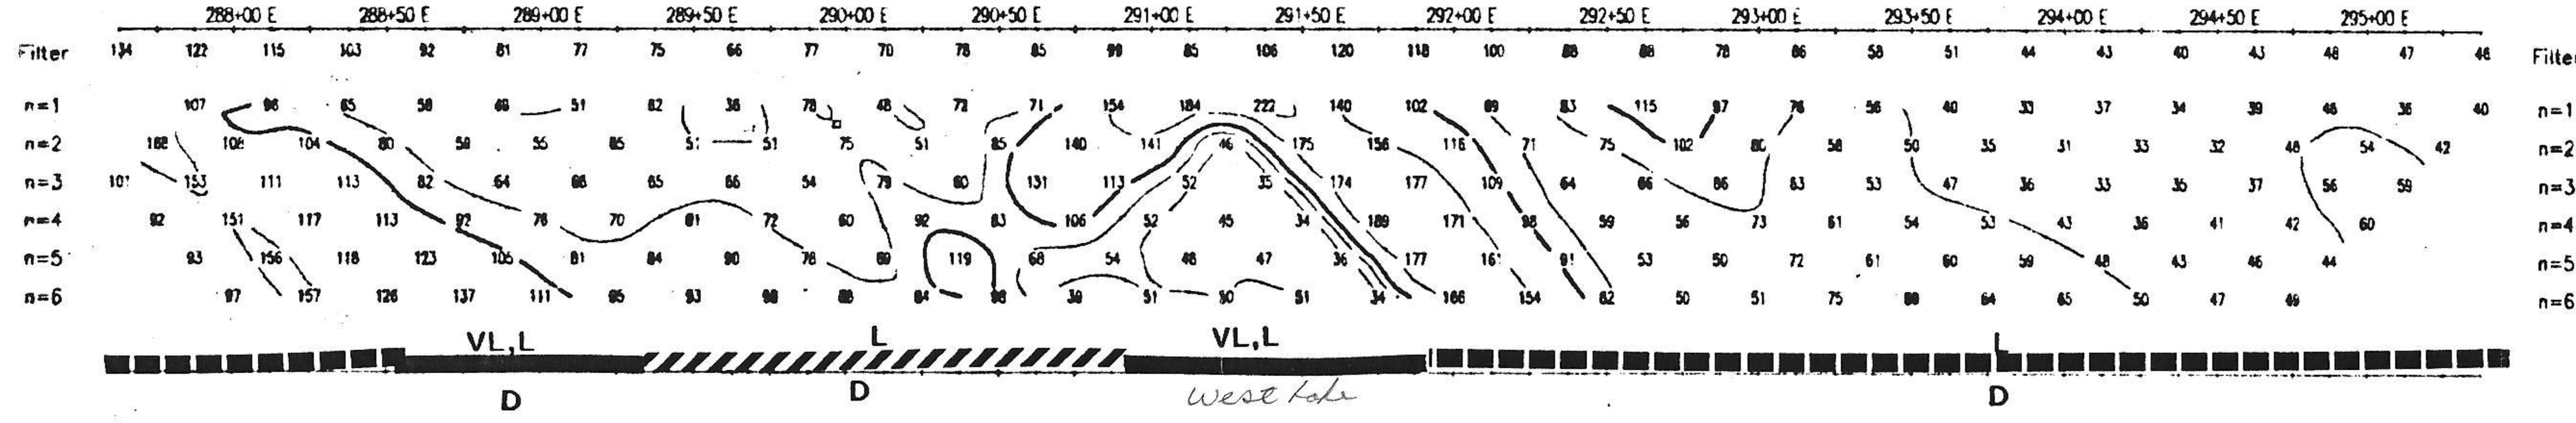 288+00 E 288+50 E 289+00 E 289+50 E 290+00 E 290+50 E 291+00 E 291+50 E 292+00 E 292+50 E 293+00 E 293+50 E 294+00 E 294+50 E 295+00 E
Filter 134 122 115 103 92 81 77 75 66 77 70 78 85 99 85 106 120 118 100 88 88 78 86 58 51 44 43 40 43 48 47 46 Filte
n=1 107 96 85 58 60 51 82 36 78 48 72 71 154 184 222 140 102 89 83 115 97 76 56 40 33 37 34 39 46 36 40 n=1
n=2 168 106 104 80 58 55 85 51 51 75 51 85 140 141 46 175 156 116 71 75 102 80 58 50 35 31 33 32 48 54 42 n=2
n=3 101 153 111 113 82 64 68 65 66 54 79 60 131 113 52 35 174 177 109 64 66 86 83 53 47 36 33 35 37 56 59 n=3
n=4 92 151 117 113 92 76 70 81 72 60 92 83 106 52 45 34 189 171 98 59 56 73 61 54 53 43 36 41 42 60 n=4
n=5 93 156 118 123 105 81 84 90 78 89 119 68 54 48 47 36 177 161 91 53 50 72 61 60 59 48 43 46 44 n=5
n=6 97 157 126 137 111 95 93 98 88 84 98 39 51 50 51 34 166 154 82 50 51 75 80 64 65 50 47 49 n=6
VL,L L VL,L L
D D West Lake D